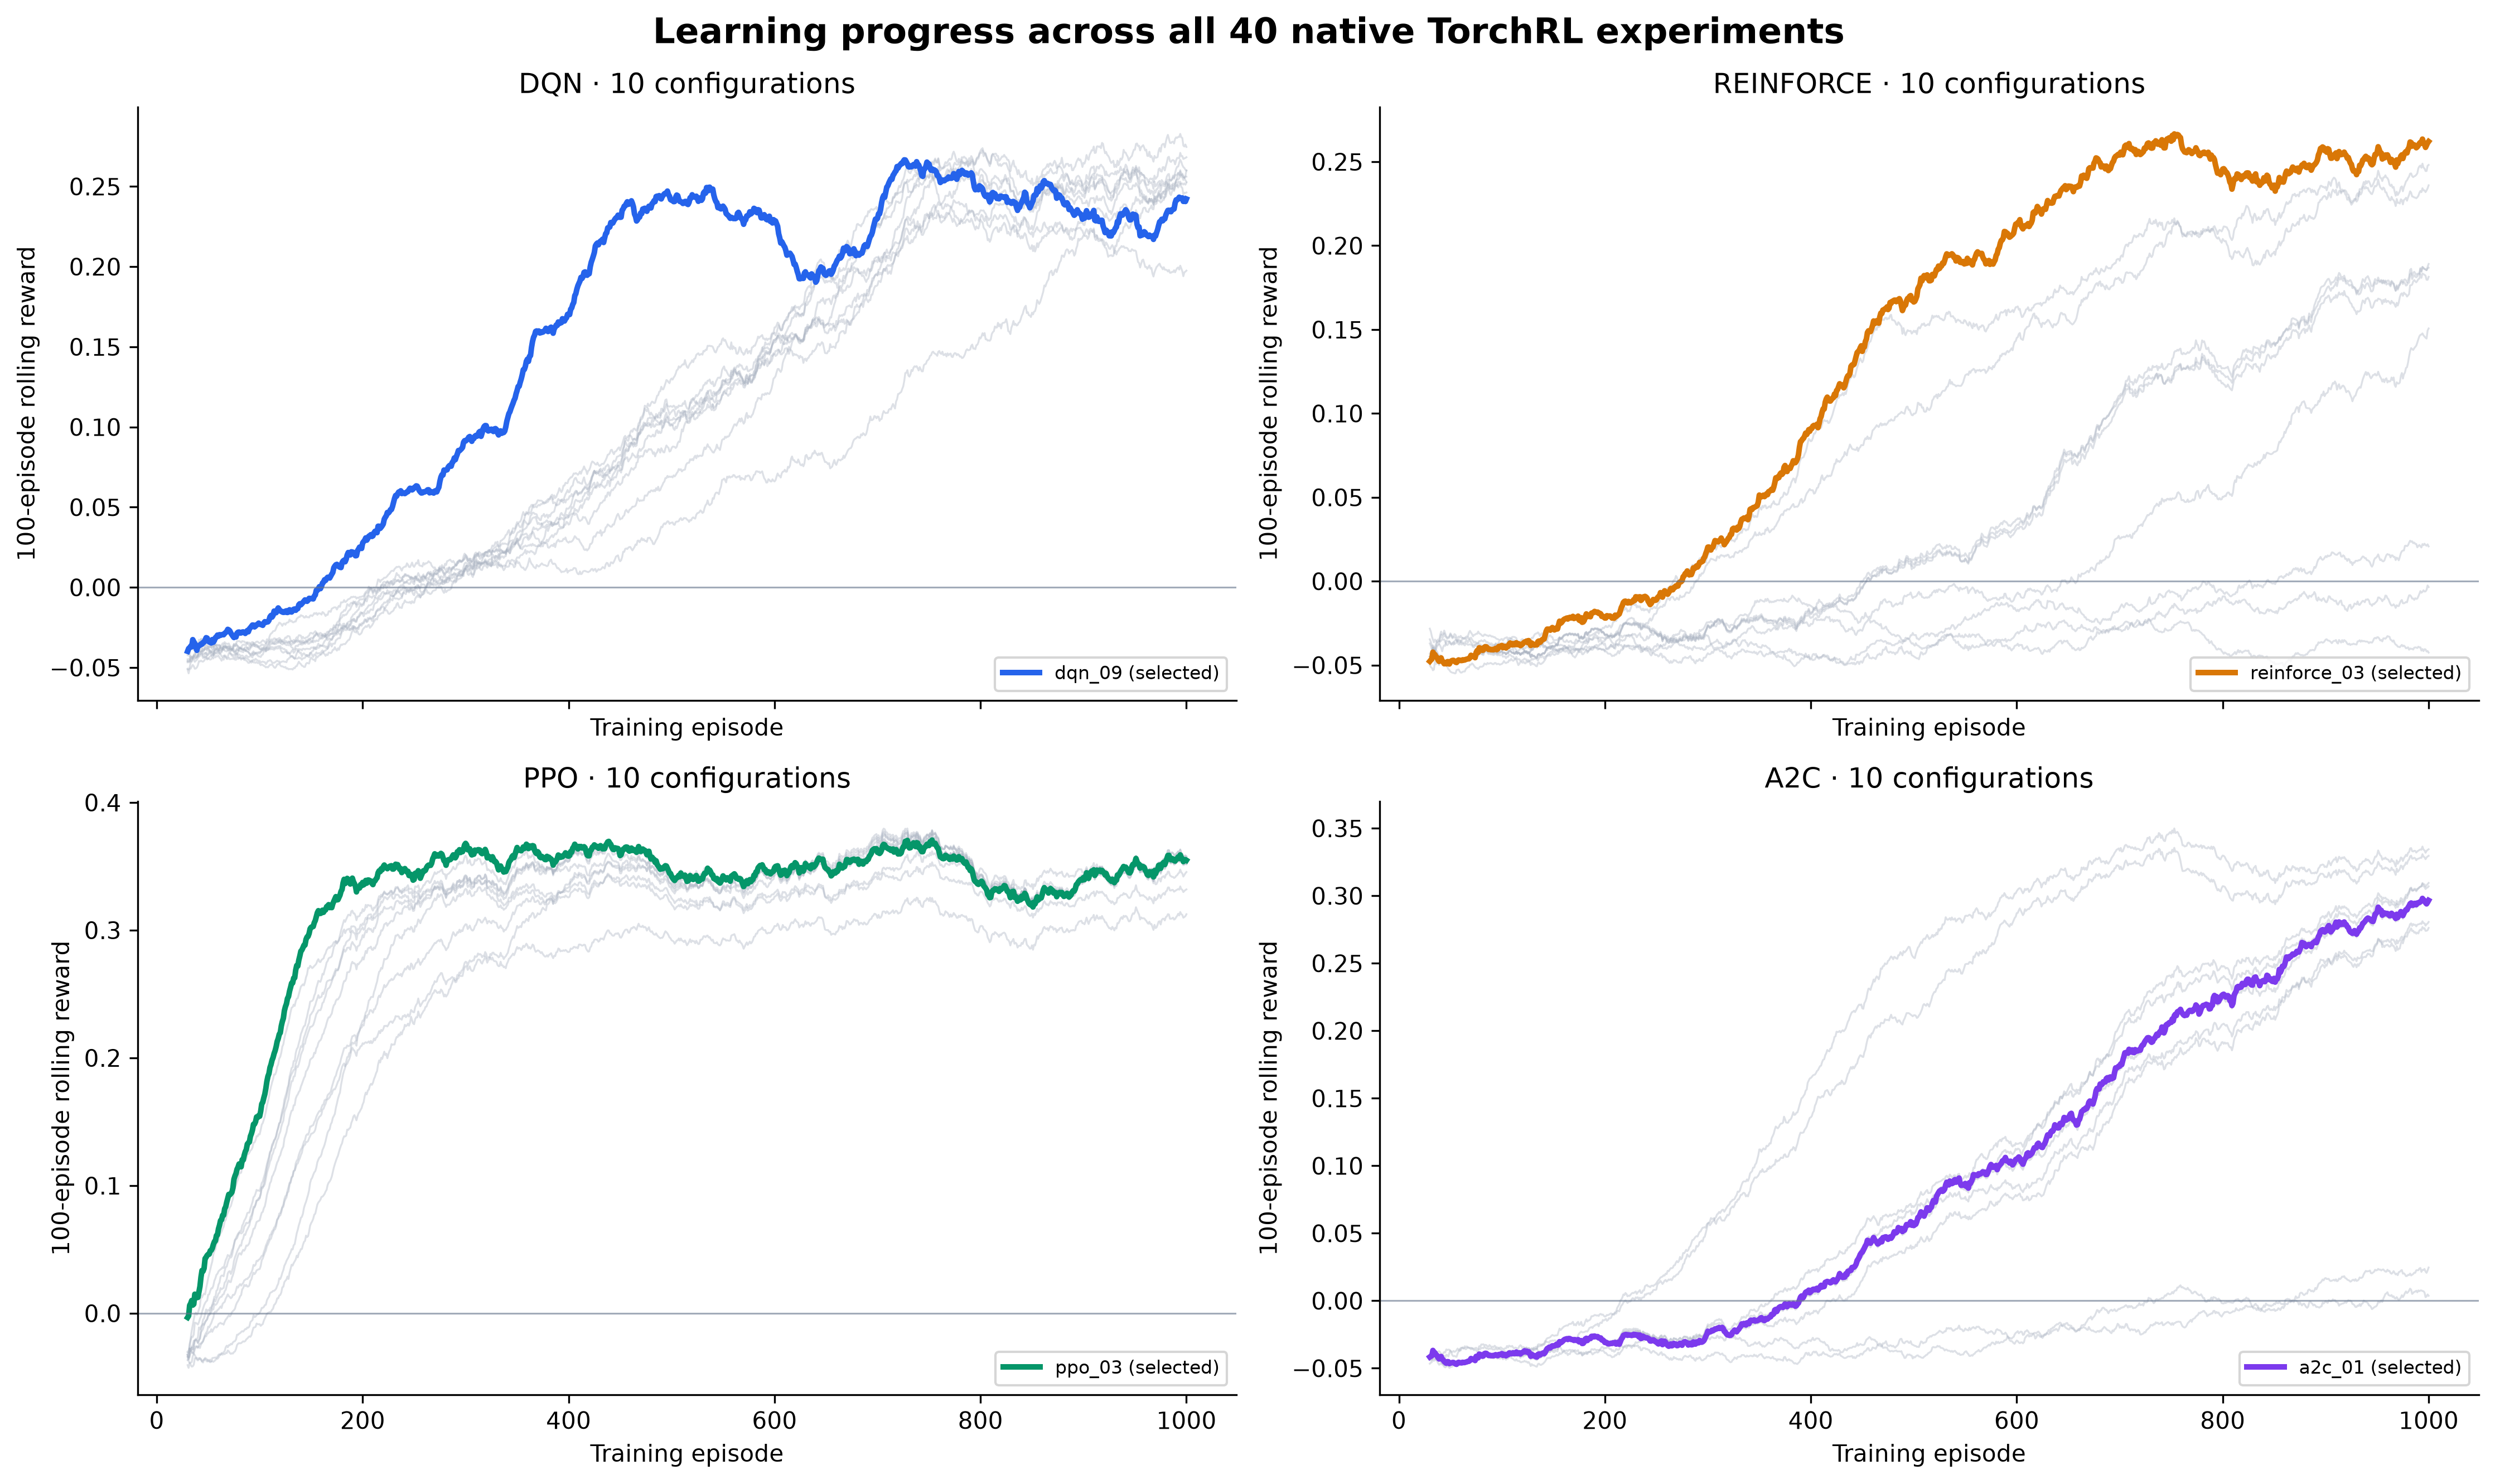 Learning progress across all 40 native TorchRL experiments
DQN · 10 configurations
100-episode rolling reward
0.25
0.20
0.15
0.10
0.05
0.00
−0.05
dqn_09 (selected)
Training episode
REINFORCE · 10 configurations
100-episode rolling reward
0.25
0.20
0.15
0.10
0.05
0.00
−0.05
reinforce_03 (selected)
Training episode
PPO · 10 configurations
100-episode rolling reward
0.4
0.3
0.2
0.1
0.0
ppo_03 (selected)
0 200 400 600 800 1000
Training episode
A2C · 10 configurations
100-episode rolling reward
0.35
0.30
0.25
0.20
0.15
0.10
0.05
0.00
−0.05
a2c_01 (selected)
0 200 400 600 800 1000
Training episode